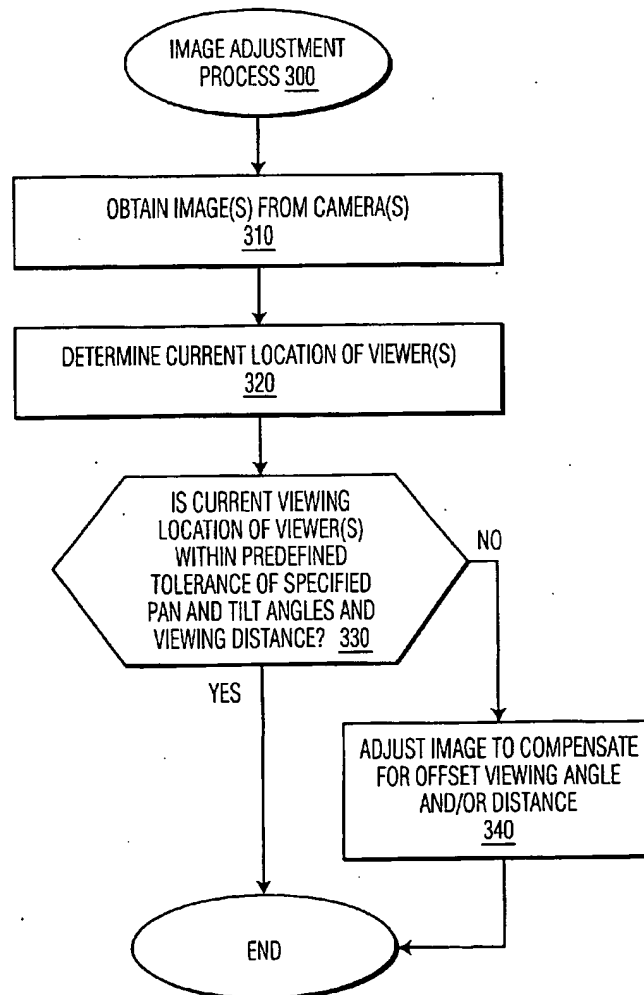 IMAGE ADJUSTMENT
PROCESS 300
OBTAIN IMAGE(S) FROM CAMERA(S)
310
DETERMINE CURRENT LOCATION OF VIEWER(S)
320
IS CURRENT VIEWING
LOCATION OF VIEWER(S)
WITHIN PREDEFINED
TOLERANCE OF SPECIFIED
PAN AND TILT ANGLES AND
VIEWING DISTANCE? 330
NO
YES
ADJUST IMAGE TO COMPENSATE
FOR OFFSET VIEWING ANGLE
AND/OR DISTANCE
340
END